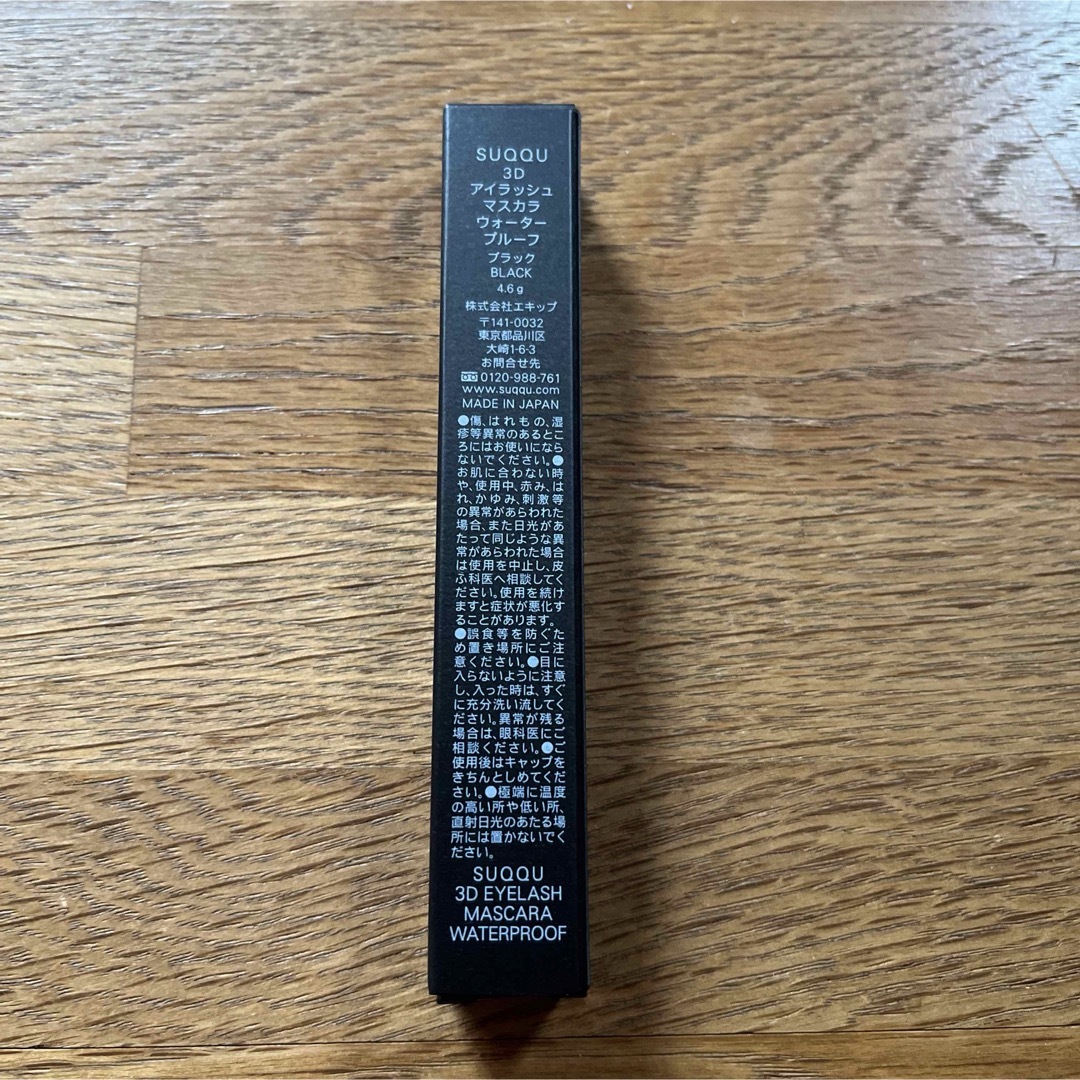 SUQQU
3D
アイラッシュ
マスカラ
ウォーター
プルーフ
ブラック
BLACK
4.6 g
株式会社エキップ
〒141-0032
東京都品川区
大崎1-6-3
お問合せ先
0120-988-761
www.suqqu.com
MADE IN JAPAN
●傷、はれもの、湿
疹等異常のあるとこ
ろにはお使いになら
ないでください。●
お肌に合わない時
や、使用中、赤み、は
れ、かゆみ、刺激等
の異常があらわれた
場合、また日光があ
たって同じような異
常があらわれた場合
は使用を中止し、皮
ふ科医へ相談してく
ださい。使用を続け
ますと症状が悪化す
ることがあります。
●誤食等を防ぐた
め置き場所にご注
意ください。●目に
入らないように注意
し、入った時は、すぐ
に充分洗い流してく
ださい。異常が残る
場合は、眼科医にご
相談ください。●ご
使用後はキャップを
きちんとしめてくだ
さい。●極端に温度
の高い所や低い所、
直射日光のあたる場
所には置かないでく
ださい。
SUQQU
3D EYELASH
MASCARA
WATERPROOF